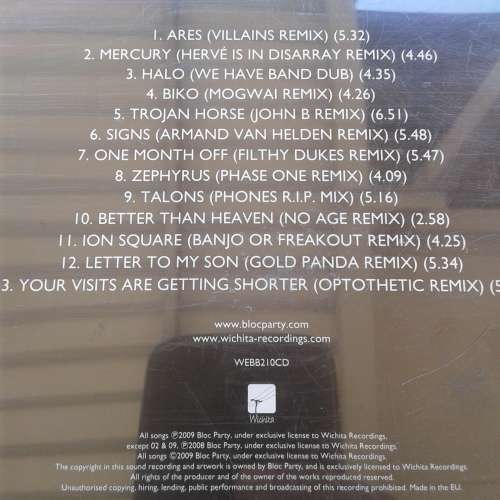 1. ARES (VILLAINS REMIX) (5.32)
2. MERCURY (HERVÉ IS IN DISARRAY REMIX) (4.46)
3. HALO (WE HAVE BAND DUB) (4.35)
4. BIKO (MOGWAI REMIX) (4.26)
5. TROJAN HORSE (JOHN B REMIX) (6.51)
6. SIGNS (ARMAND VAN HELDEN REMIX) (5.48)
7. ONE MONTH OFF (FILTHY DUKES REMIX) (5.47)
8. ZEPHYRUS (PHASE ONE REMIX) (4.09)
9. TALONS (PHONES R.I.P. MIX) (5.16)
10. BETTER THAN HEAVEN (NO AGE REMIX) (2.58)
11. ION SQUARE (BANJO OR FREAKOUT REMIX) (4.25)
12. LETTER TO MY SON (GOLD PANDA REMIX) (5.34)
3. YOUR VISITS ARE GETTING SHORTER (OPTOTHETIC REMIX) (5
www.blocparty.com
www.wichita-recordings.com
WEBB210CD
Wichita
All songs ℗2009 Bloc Party, under exclusive license to Wichita Recordings,
except 02 & 09, ℗2008 Bloc Party, under exclusive license to Wichita Recordings.
All songs ©2009 Bloc Party, under exclusive license to Wichita Recordings.
The copyright in this sound recording and artwork is owned by Bloc Party, and is exclusively licensed to Wichita Recordings.
All rights of the producer and of the owner of the works reproduced reserved.
Unauthorised copying, hiring, lending, public performance and broadcasting of this recording prohibited. Made in the EU.